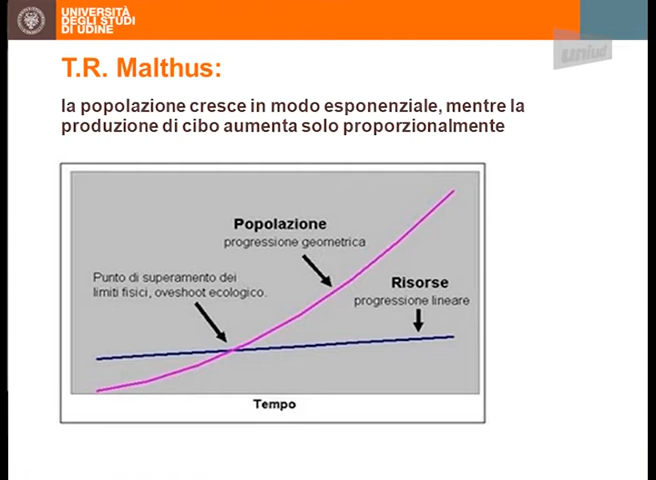 UNIVERSITÀ
DEGLI STUDI
DI UDINE
uniud
T.R. Malthus:
la popolazione cresce in modo esponenziale, mentre la
produzione di cibo aumenta solo proporzionalmente
Popolazione
progressione geometrica
Punto di superamento dei
limiti fisici, oveshoot ecologico.
Risorse
progressione lineare
Tempo